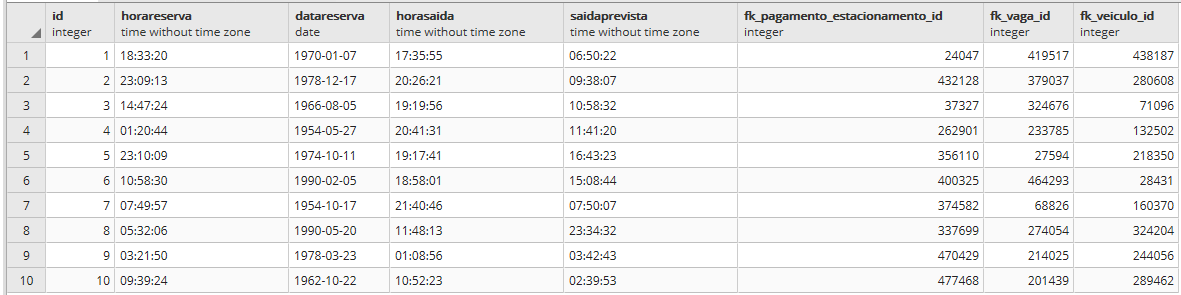 id horareserva datareserva horasaida saidaprevista fk_pagamento_estacionamento_id fk_vaga_id fk_veiculo_id
integer time without time zone date time without time zone time without time zone integer integer integer
1 1 18:33:20 1970-01-07 17:35:55 06:50:22 24047 419517 438187
2 2 23:09:13 1978-12-17 20:26:21 09:38:07 432128 379037 280608
3 3 14:47:24 1966-08-05 19:19:56 10:58:32 37327 324676 71096
4 4 01:20:44 1954-05-27 20:41:31 11:41:20 262901 233785 132502
5 5 23:10:09 1974-10-11 19:17:41 16:43:23 356110 27594 218350
6 6 10:58:30 1990-02-05 18:58:01 15:08:44 400325 464293 28431
7 7 07:49:57 1954-10-17 21:40:46 07:50:07 374582 68826 160370
8 8 05:32:06 1990-05-20 11:48:13 23:34:32 337699 274054 324204
9 9 03:21:50 1978-03-23 01:08:56 03:42:43 470429 214025 244056
10 10 09:39:24 1962-10-22 10:52:23 02:39:53 477468 201439 289462